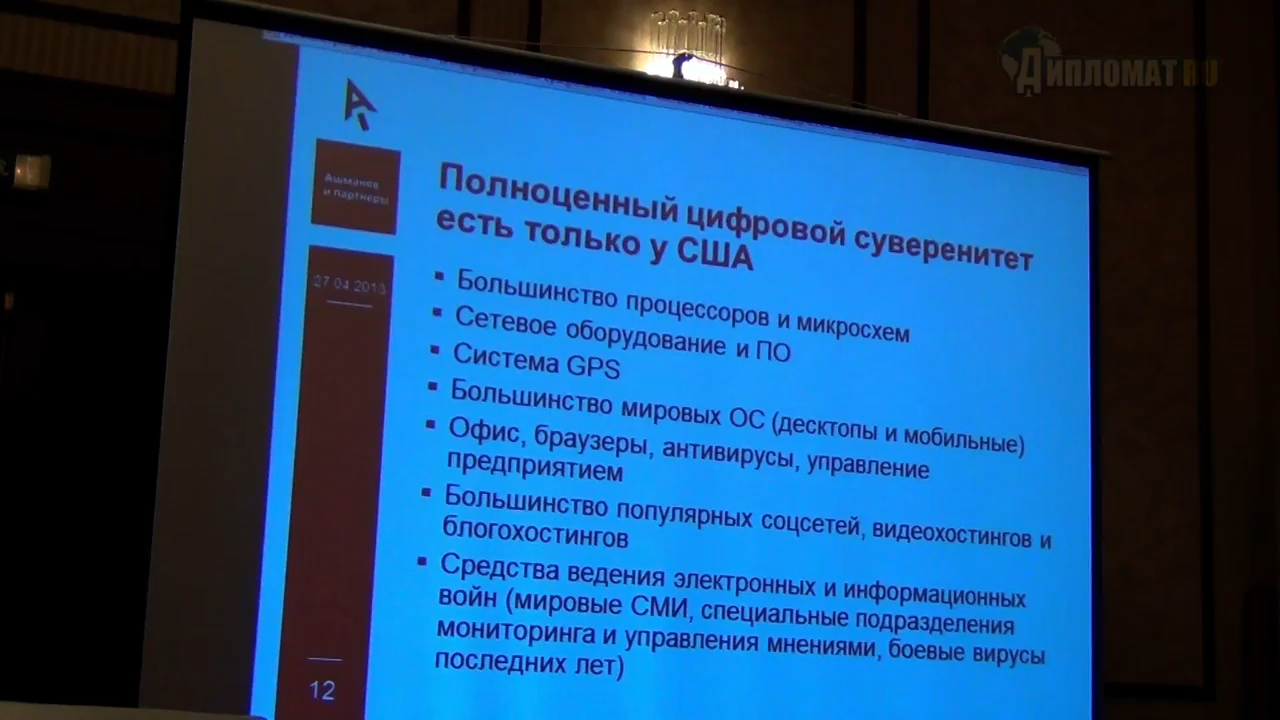 ДИПЛОМАТ RU
Ашманов
и партнеры
27.04.2013
Полноценный цифровой суверенитет
есть только у США
▪ Большинство процессоров и микросхем
▪ Сетевое оборудование и ПО
▪ Система GPS
▪ Большинство мировых ОС (десктопы и мобильные)
▪ Офис, браузеры, антивирусы, управление
предприятием
▪ Большинство популярных соцсетей, видеохостингов и
блогохостингов
▪ Средства ведения электронных и информационных
войн (мировые СМИ, специальные подразделения
мониторинга и управления мнениями, боевые вирусы
последних лет)
12